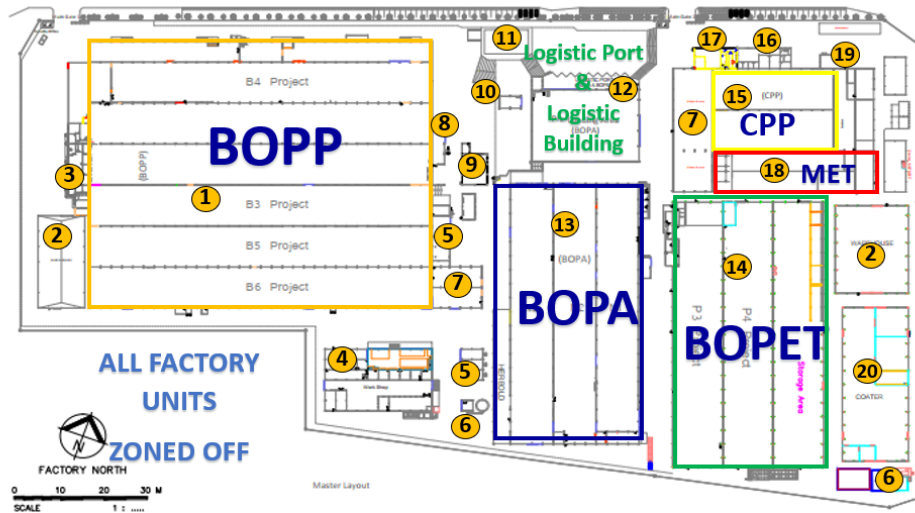 17
16
11
Logistic Port
&
Logistic
Building
(BOPA)
19
B4 Project
10
12
15
(CPP)
7
CPP
8
BOPP
(BOPP)
9
3
18
MET
1
B3 Project
2
5
13
(BOPA)
B5 Project
14
WAREHOUSE
2
7
B6 Project
BOPA
BOPET
P3 Project
P4 Project
Storage Area
4
5
HERBOLD
Work Shop
20
COATER
6
6
ALL FACTORY
UNITS
ZONED OFF
FACTORY NORTH
0 10 20 30 M
SCALE 1 : .....
Master Layout